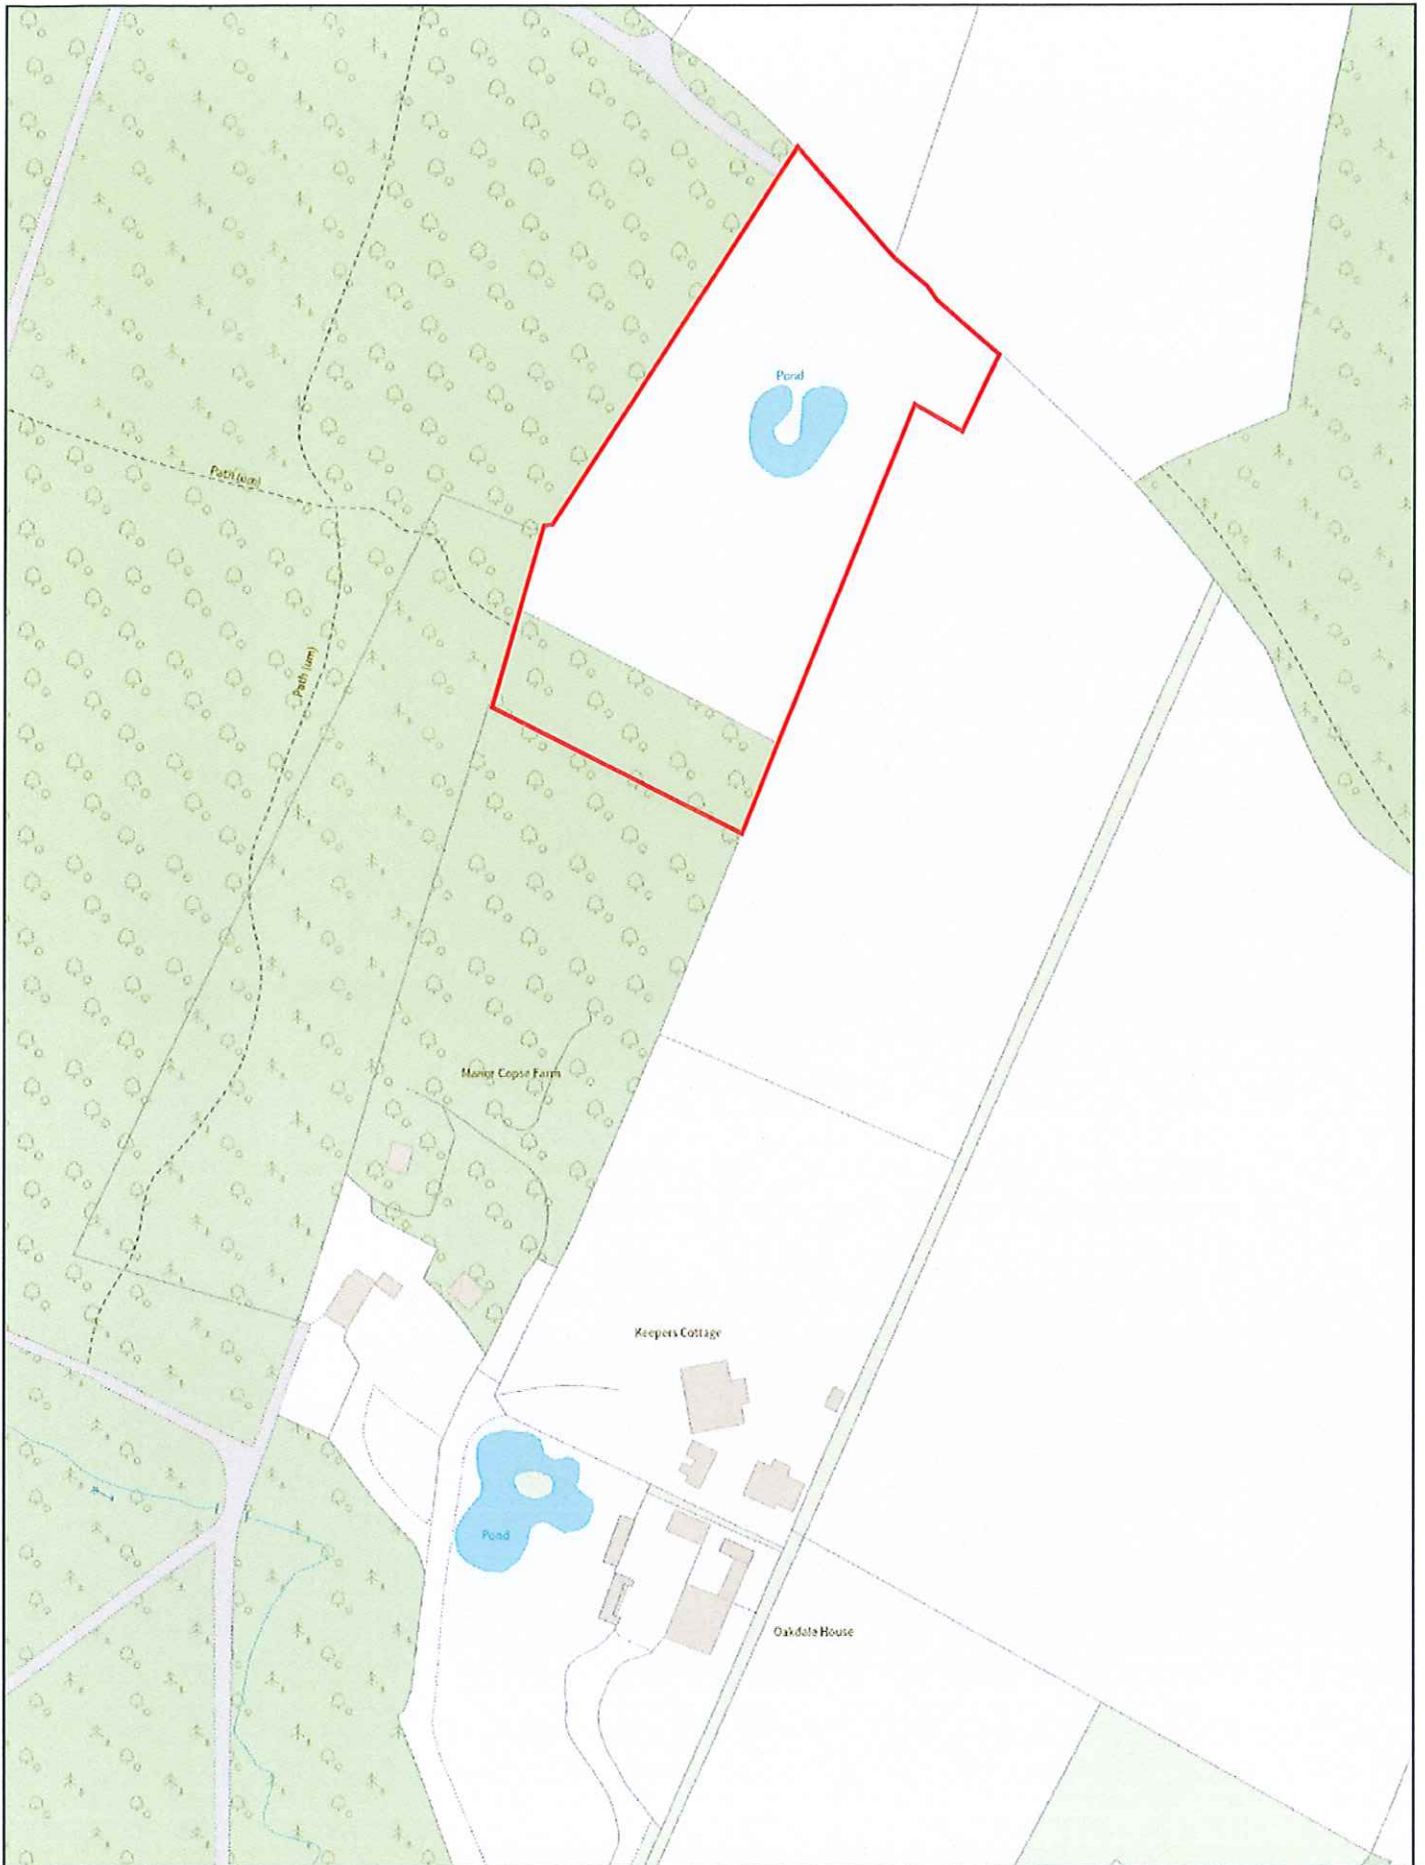 Pond
Path (um)
Path (um)
Manor Copse Farm
Keepers Cottage
Pond
Oakdale House